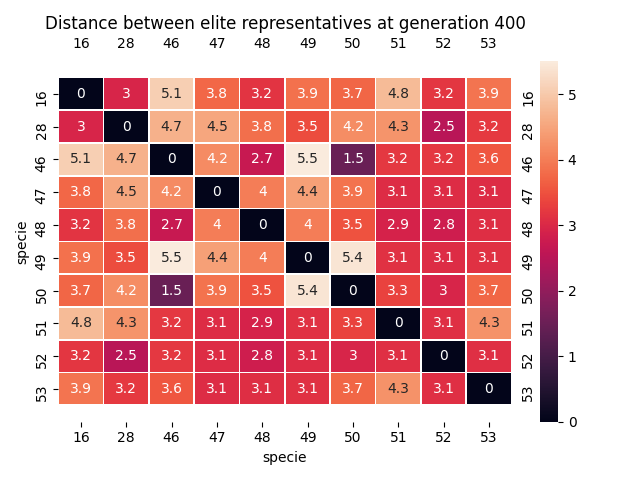 Distance between elite representatives at generation 400
16 28 46 47 48 49 50 51 52 53
16 0 3 5.1 3.8 3.2 3.9 3.7 4.8 3.2 3.9 16
28 3 0 4.7 4.5 3.8 3.5 4.2 4.3 2.5 3.2 28
46 5.1 4.7 0 4.2 2.7 5.5 1.5 3.2 3.2 3.6 46
47 3.8 4.5 4.2 0 4 4.4 3.9 3.1 3.1 3.1 47
48 3.2 3.8 2.7 4 0 4 3.5 2.9 2.8 3.1 48
49 3.9 3.5 5.5 4.4 4 0 5.4 3.1 3.1 3.1 49
50 3.7 4.2 1.5 3.9 3.5 5.4 0 3.3 3 3.7 50
51 4.8 4.3 3.2 3.1 2.9 3.1 3.3 0 3.1 4.3 51
52 3.2 2.5 3.2 3.1 2.8 3.1 3 3.1 0 3.1 52
53 3.9 3.2 3.6 3.1 3.1 3.1 3.7 4.3 3.1 0 53
16 28 46 47 48 49 50 51 52 53
specie
specie
5
4
3
2
1
0